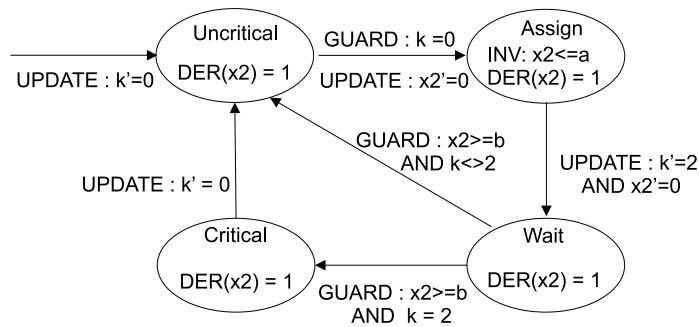 Uncritical
DER(x2) = 1
UPDATE : k'=0
GUARD : k =0
UPDATE : x2'=0
Assign
INV: x2<=a
DER(x2) = 1
GUARD : x2>=b
AND k<>2
UPDATE : k'=2
AND x2'=0
UPDATE : k' = 0
Critical
DER(x2) = 1
Wait
DER(x2) = 1
GUARD : x2>=b
AND k = 2